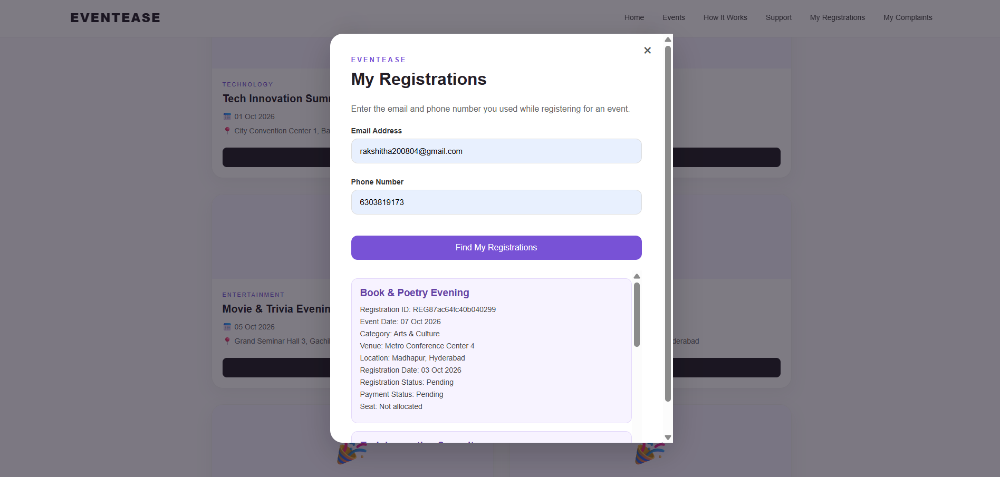 EVENTEASE
Home
Events
How It Works
Support
My Registrations
My Complaints
TECHNOLOGY
Tech Innovation Sum
01 Oct 2026
City Convention Center 1, Ba
ENTERTAINMENT
Movie & Trivia Evenin
05 Oct 2026
Grand Seminar Hall 3, Gachi
derabad
×
EVENTEASE
My Registrations
Enter the email and phone number you used while registering for an event.
Email Address
rakshitha200804@gmail.com
Phone Number
6303819173
Find My Registrations
Book & Poetry Evening
Registration ID: REG87ac64fc40b040299
Event Date: 07 Oct 2026
Category: Arts & Culture
Venue: Metro Conference Center 4
Location: Madhapur, Hyderabad
Registration Date: 03 Oct 2026
Registration Status: Pending
Payment Status: Pending
Seat: Not allocated